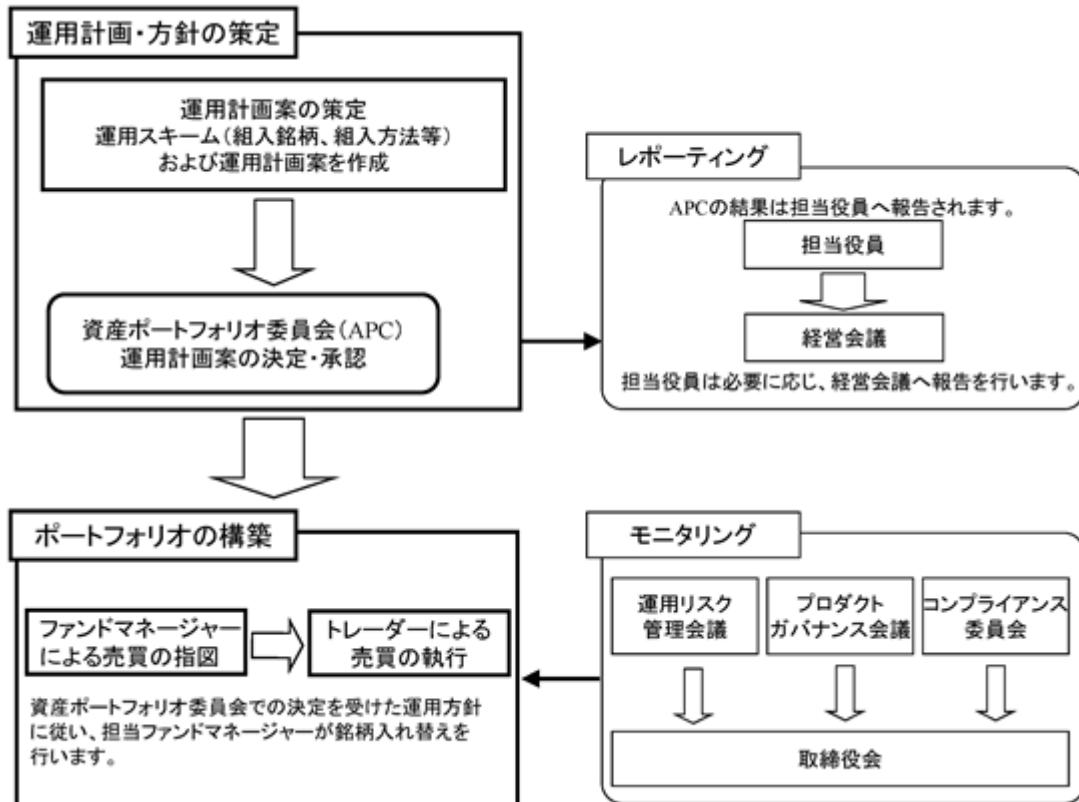 運用計画・方針の策定
運用計画案の策定
運用スキーム(組入銘柄、組入方法等)
および運用計画案を作成
資産ポートフォリオ委員会(APC)
運用計画案の決定・承認
レポーティング
APCの結果は担当役員へ報告されます。
担当役員
経営会議
担当役員は必要に応じ、経営会議へ報告を行います。
ポートフォリオの構築
ファンドマネージャー
による売買の指図
トレーダーによる
売買の執行
資産ポートフォリオ委員会での決定を受けた運用方針
に従い、担当ファンドマネージャーが銘柄入れ替えを
行います。
モニタリング
運用リスク
管理会議
プロダクト
ガバナンス会議
コンプライアンス
委員会
取締役会